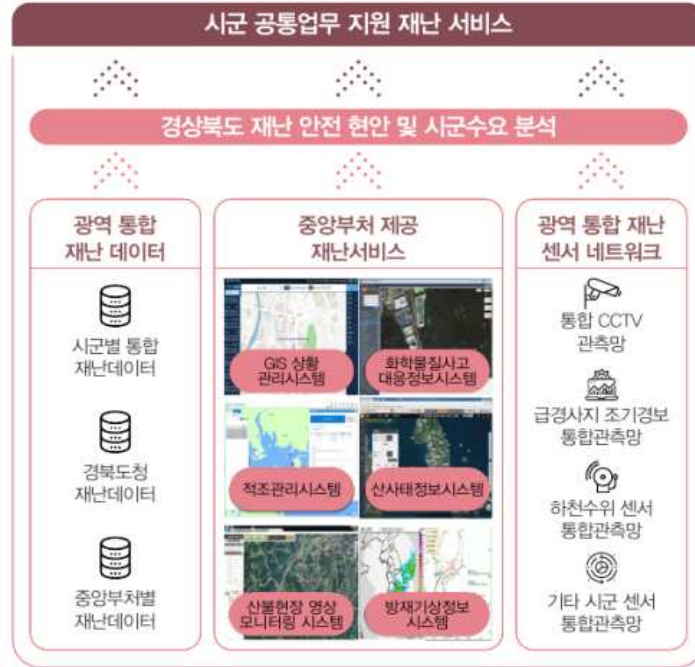 시군 공통업무 지원 재난 서비스
경상북도 재난 안전 현안 및 시군수요 분석
광역 통합
재난 데이터
시군별 통합
재난데이터
경북도청
재난데이터
중앙부처별
재난데이터
중앙부처 제공
재난서비스
GIS 상황
관리시스템
화학물질사고
대응정보시스템
적조관리시스템
산사태정보시스템
산불현장 영상
모니터링 시스템
방재기상정보
시스템
광역 통합 재난
센서 네트워크
통합 CCTV
관측망
급경사지 조기경보
통합관측망
하천수위 센서
통합관측망
기타 시군 센서
통합관측망